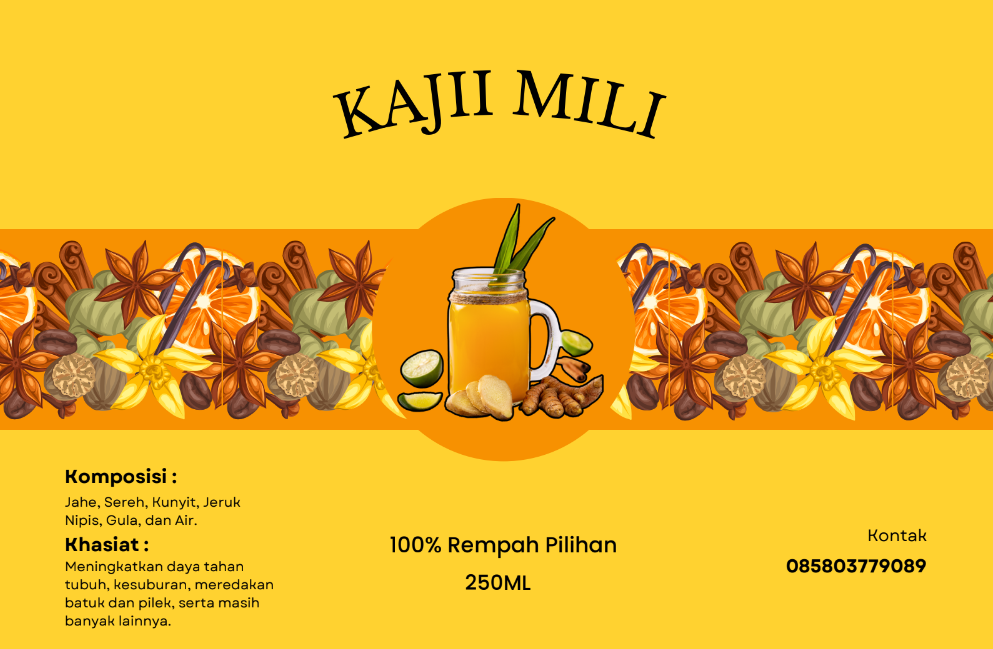 KAJII MILI
Komposisi :
Jahe, Sereh, Kunyit, Jeruk
Nipis, Gula, dan Air.
Khasiat :
Meningkatkan daya tahan
tubuh, kesuburan, meredakan
batuk dan pilek, serta masih
banyak lainnya.
100% Rempah Pilihan
250ML
Kontak
085803779089